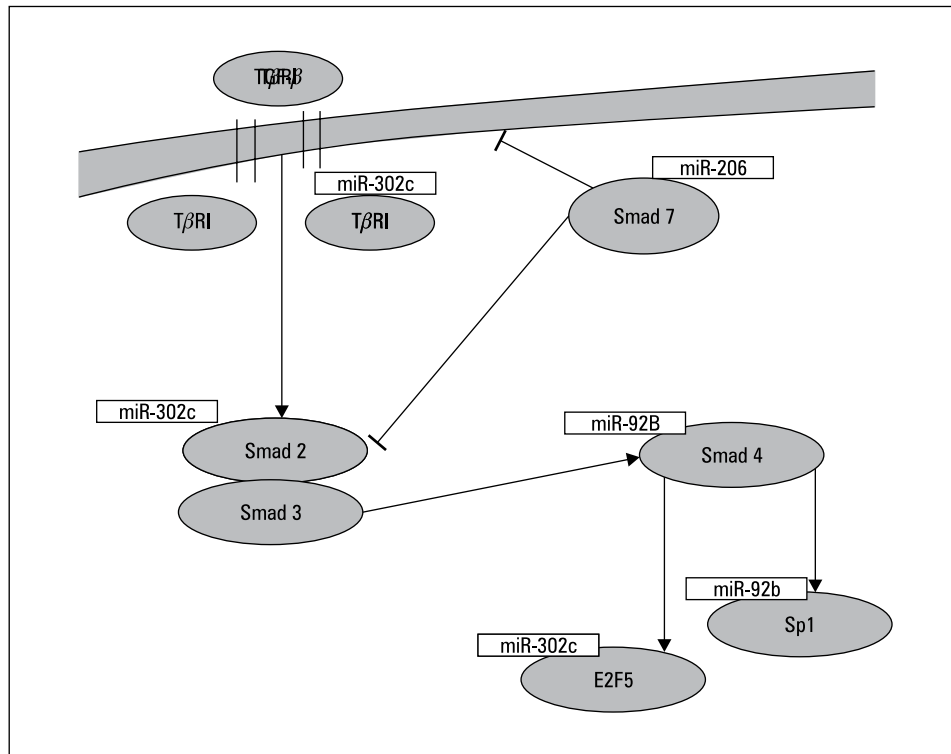 miR-302c
TβRI
TβRI
miR-206
Smad 7
miR-302c
Smad 2
Smad 3
miR-92B
Smad 4
miR-92b
Sp1
miR-302c
E2F5